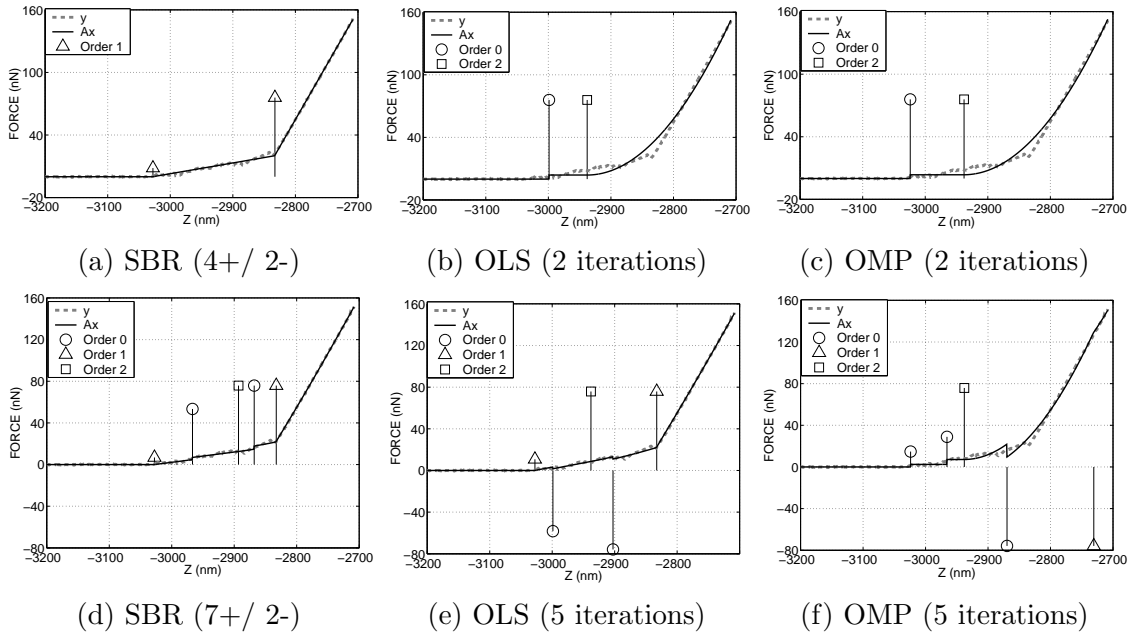 y
Ax
Order 1
160
100
40
−20
FORCE (nN)
−3200 −3100 −3000 −2900 −2800 −2700
Z (nm)
(a) SBR (4+/ 2-)
y
Ax
Order 0
Order 2
160
100
40
−20
FORCE (nN)
−3200 −3100 −3000 −2900 −2800 −2700
Z (nm)
(b) OLS (2 iterations)
y
Ax
Order 0
Order 2
160
100
40
−20
FORCE (nN)
−3200 −3100 −3000 −2900 −2800 −2700
Z (nm)
(c) OMP (2 iterations)
y
Ax
Order 0
Order 1
Order 2
160
120
80
40
0
−40
−80
FORCE (nN)
−3200 −3100 −3000 −2900 −2800 −2700
Z (nm)
(d) SBR (7+/ 2-)
y
Ax
Order 0
Order 1
Order 2
160
120
80
40
0
−40
−80
FORCE (nN)
−3200 −3100 −3000 −2900 −2800
Z (nm)
(e) OLS (5 iterations)
y
Ax
Order 0
Order 1
Order 2
160
120
80
40
0
−40
−80
FORCE (nN)
−3200 −3100 −3000 −2900 −2800 −2700
Z (nm)
(f) OMP (5 iterations)